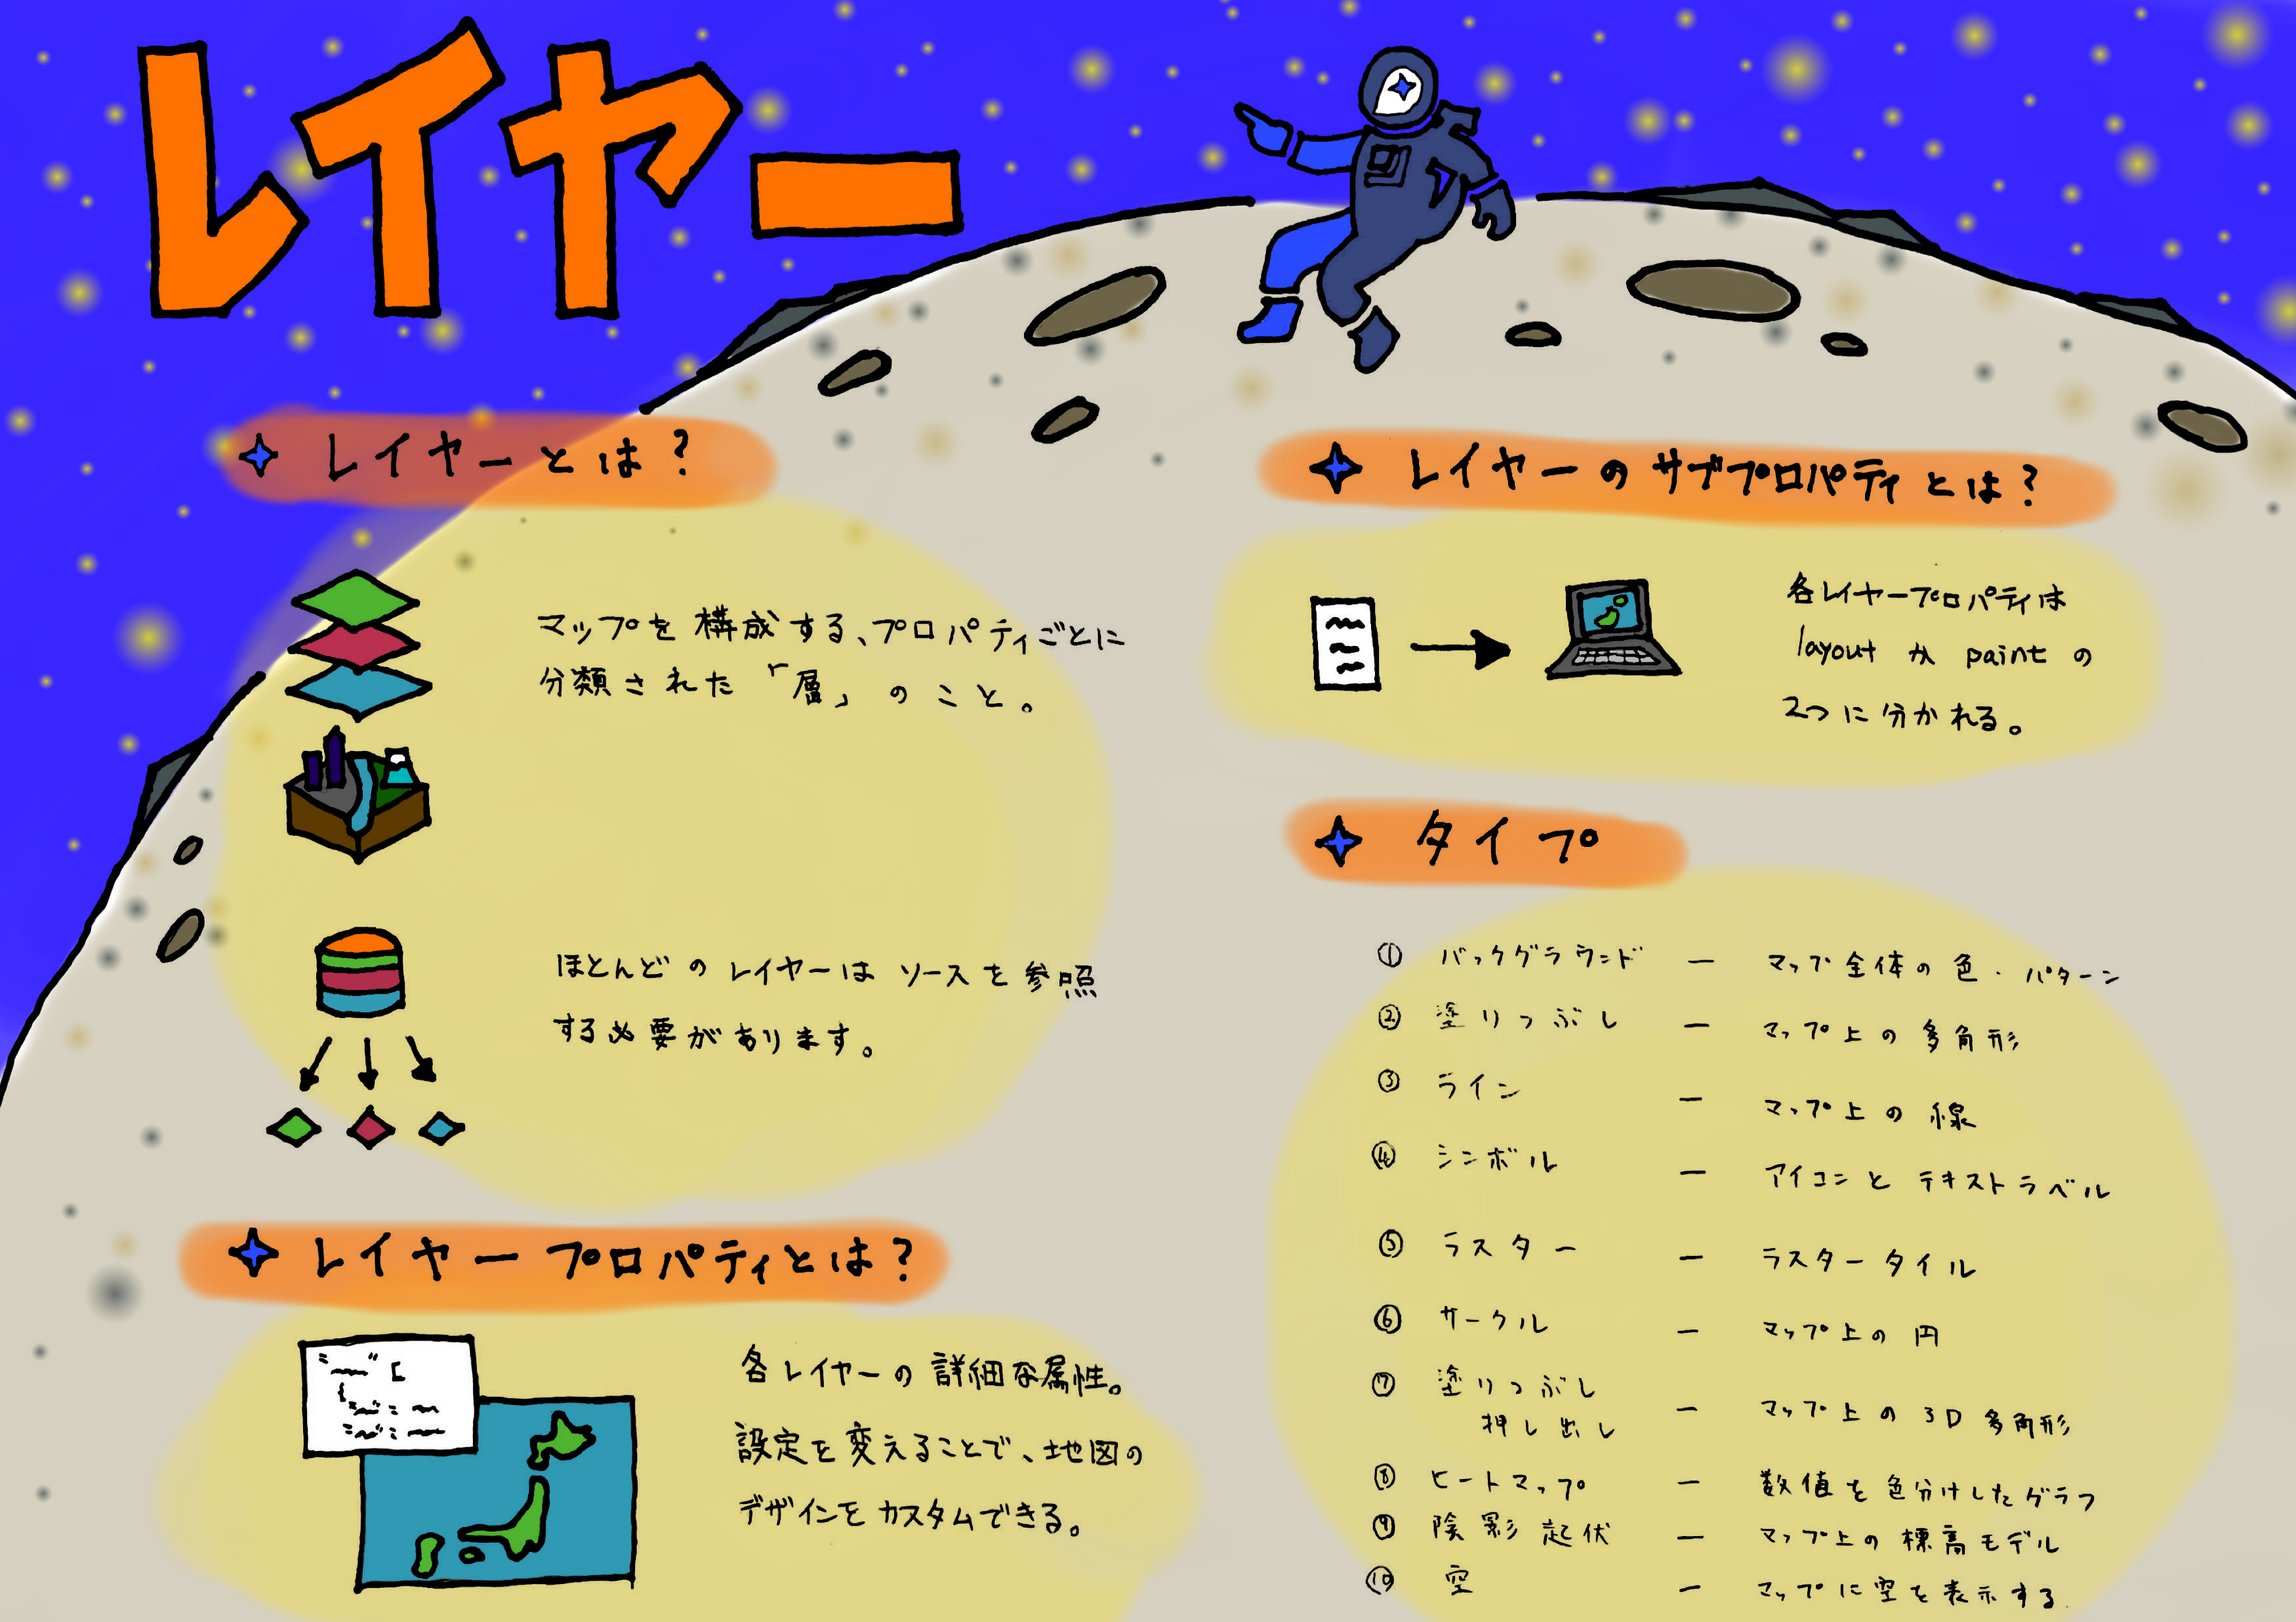 レイヤー
レイヤーとは?
マップを構成する、プロパティごとに
分類された「層」のこと。
ほとんどのレイヤーはソースを参照
する必要があります。
レイヤープロパティとは?
各レイヤーの詳細な属性。
設定を変えることで、地図の
デザインをカスタムできる。
レイヤーのサブプロパティとは?
各レイヤープロパティは
layout か paint の
2つに分かれる。
タイプ
① バックグラウンド ー マップ全体の色・パターン
② 塗りつぶし ー マップ上の多角形
③ ライン ー マップ上の線
④ シンボル ー アイコンとテキストラベル
⑤ ラスター ー ラスタータイル
⑥ サークル ー マップ上の円
⑦ 塗りつぶし
押し出し ー マップ上の3D多角形
⑧ ヒートマップ ー 数値を色分けしたグラフ
⑨ 陰影起伏 ー マップ上の標高モデル
⑩ 空 ー マップに空を表示する